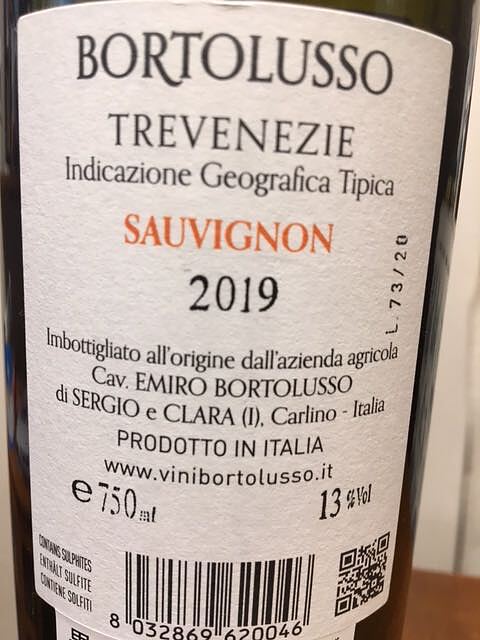 BORTOLUSSO
TREVENEZIE
Indicazione Geografica Tipica
SAUVIGNON
2019
L. 73/20
Imbottigliato all'origine dall'azienda agricola
Cav. EMIRO BORTOLUSSO
di SERGIO e CLARA (I), Carlino - Italia
PRODOTTO IN ITALIA
www.vinibortolusso.it
e 750 ml
13 %Vol
CONTAINS SULPHITES
ENTHÄLT SULFITE
CONTIENE SOLFITI
8 032869 620046